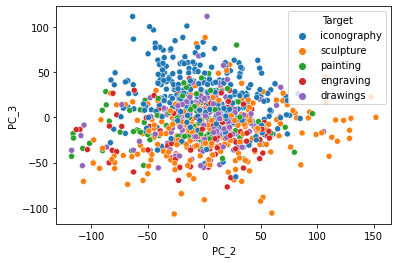 Target
iconography
sculpture
painting
engraving
drawings
100
50
0
−50
−100
PC_3
−100
−50
0
50
100
150
PC_2